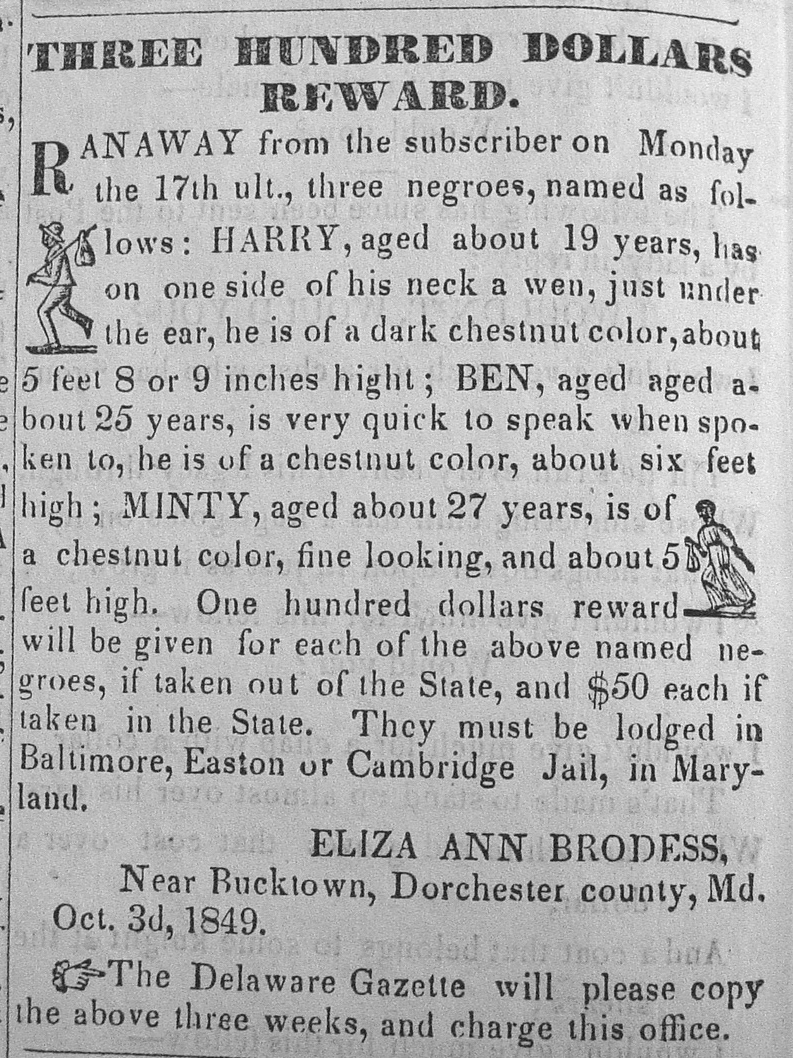 THREE HUNDRED DOLLARS
REWARD.
RANAWAY from the subscriber on Monday
the 17th ult., three negroes, named as fol-
lows: HARRY, aged about 19 years, has
on one side of his neck a wen, just under
the ear, he is of a dark chestnut color, about
5 feet 8 or 9 inches hight; BEN, aged aged a-
bout 25 years, is very quick to speak when spo-
ken to, he is of a chestnut color, about six feet
high; MINTY, aged about 27 years, is of
a chestnut color, fine looking, and about 5
feet high. One hundred dollars reward
will be given for each of the above named ne-
groes, if taken out of the State, and $50 each if
taken in the State. They must be lodged in
Baltimore, Easton or Cambridge Jail, in Mary-
land.
ELIZA ANN BRODESS,
Near Bucktown, Dorchester county, Md.
Oct. 3d, 1849.
☞The Delaware Gazette will please copy
the above three weeks, and charge this office.